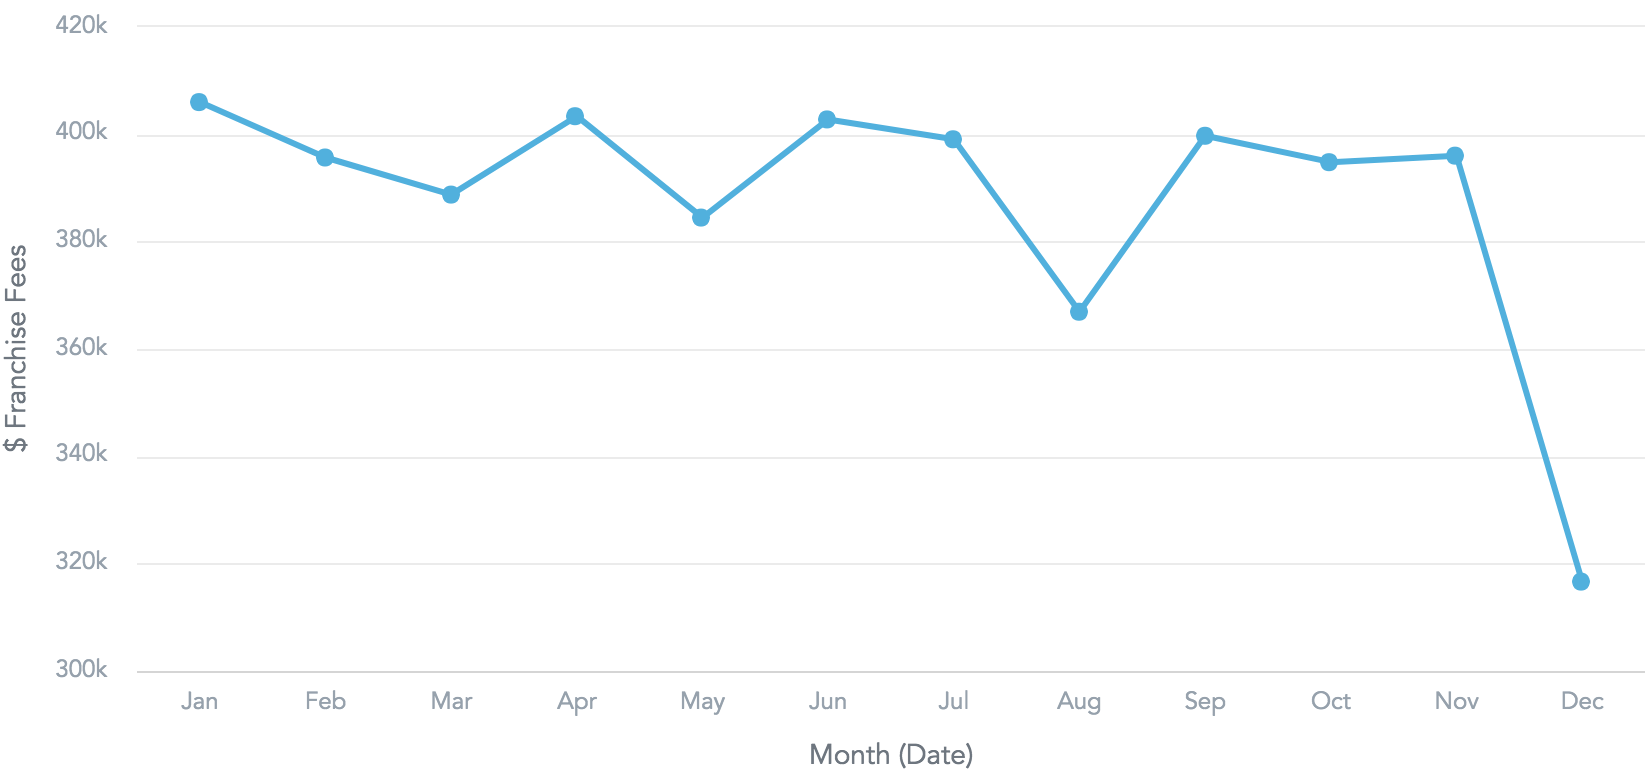 420k
400k
380k
360k
340k
320k
300k
$ Franchise Fees
Jan Feb Mar Apr May Jun Jul Aug Sep Oct Nov Dec
Month (Date)